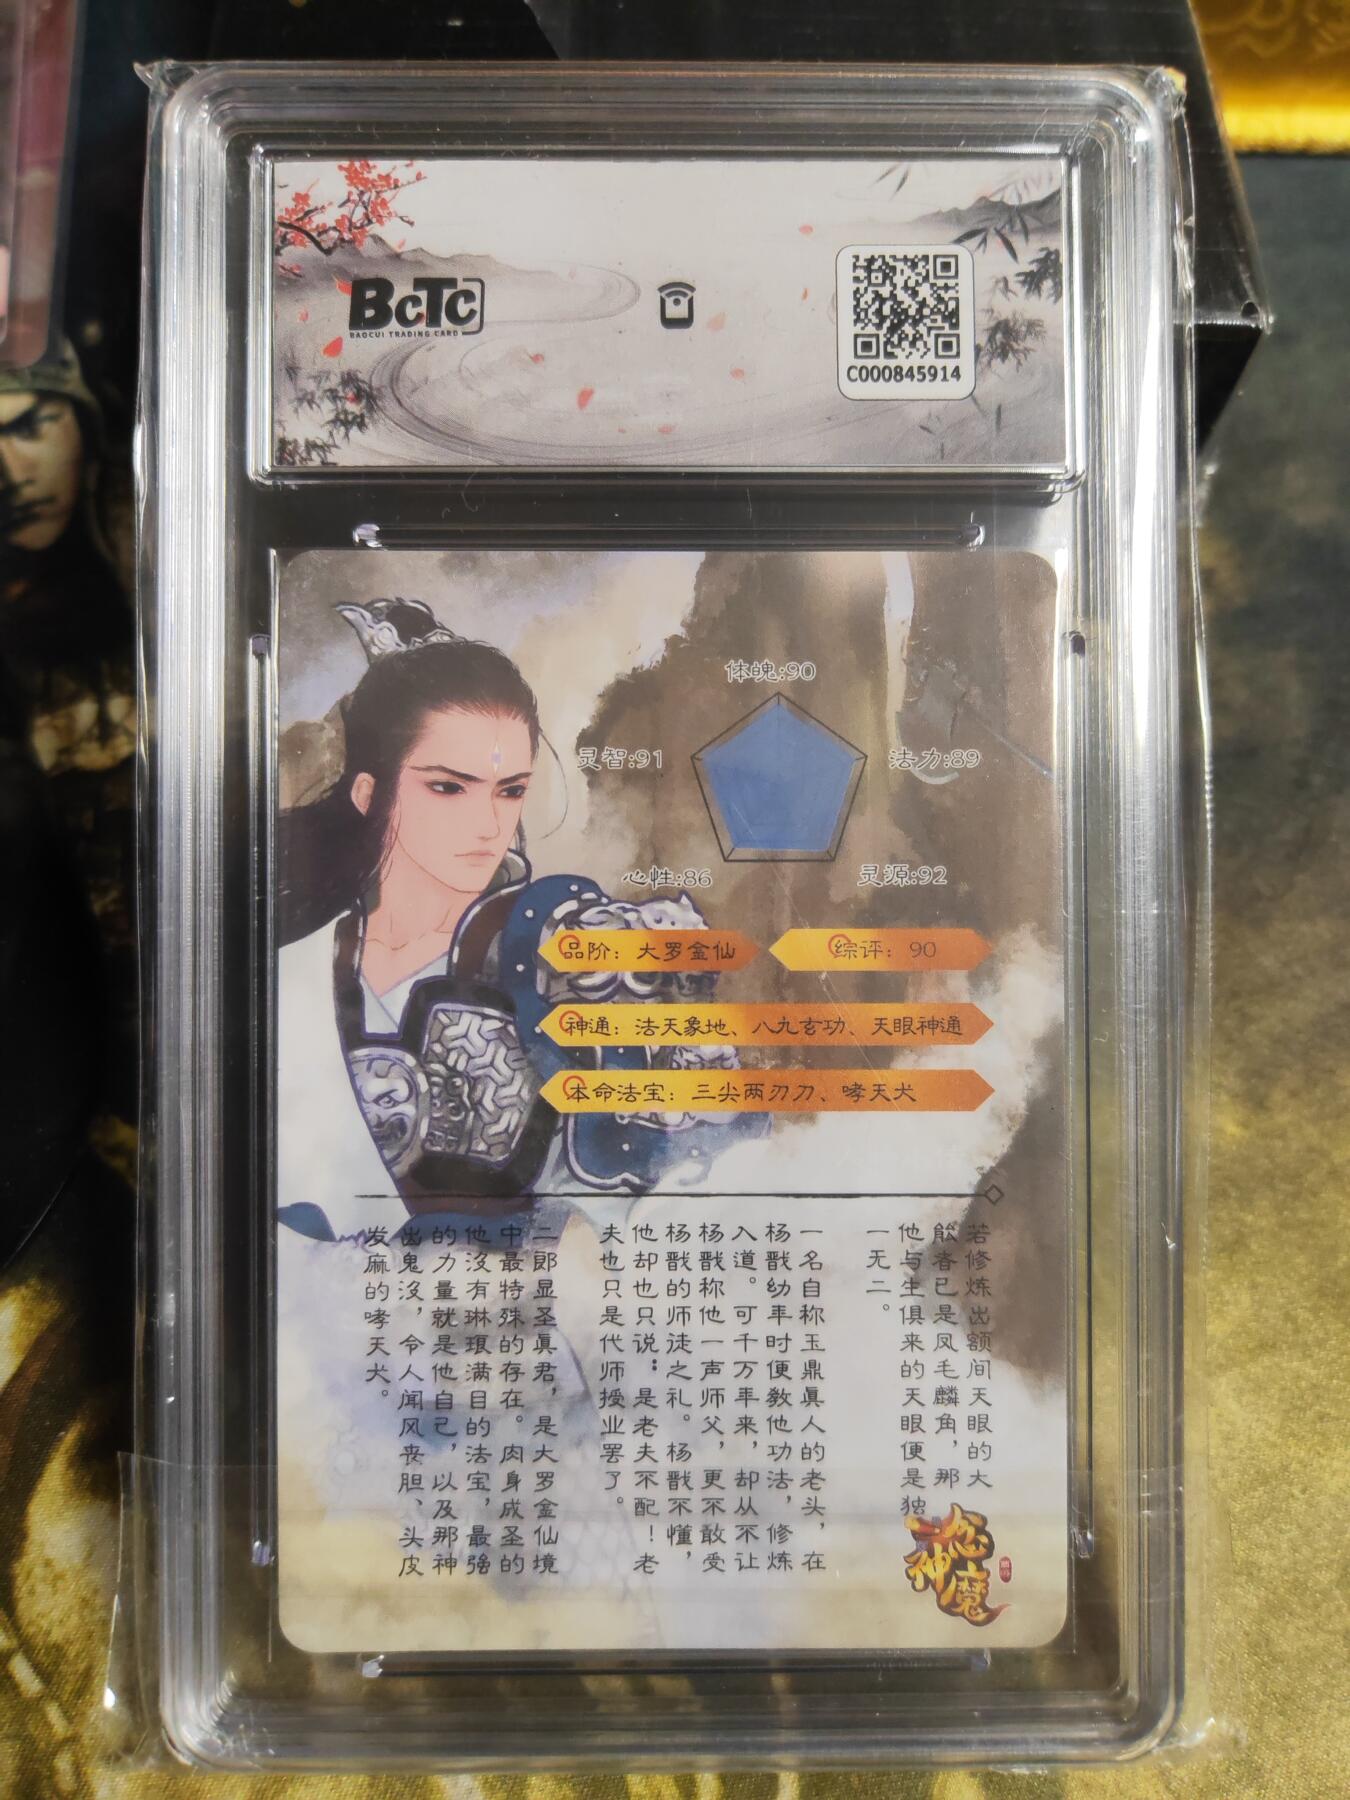 BCTC
BAOCUI TRADING CARD
C000845914
体魄:90
灵智:91
法力:89
心性:86
灵源:92
品阶：大罗金仙
综评：90
神通：法天象地、八九玄功、天眼神通
本命法宝：三尖两刃刀、哮天犬
若修炼出额间天眼的大
能者已是凤毛麟角，那
他与生俱来的天眼便是独
一无二。
一名自称玉鼎真人的老头，在
杨戬幼年时便教他功法，修炼
入道。可千万年来，却从不让
杨戬称他一声师父，更不敢受
杨戬的师徒之礼。杨戬不懂，
他却也只说：是老夫不配！老
夫也只是代师授业罢了。
二郎显圣真君，是大罗金仙境
中最特殊的存在。肉身成圣的
他没有琳琅满目的法宝，最强
的力量就是他自己，以及那神
出鬼没，令人闻风丧胆、头皮
发麻的哮天犬。
一念神魔